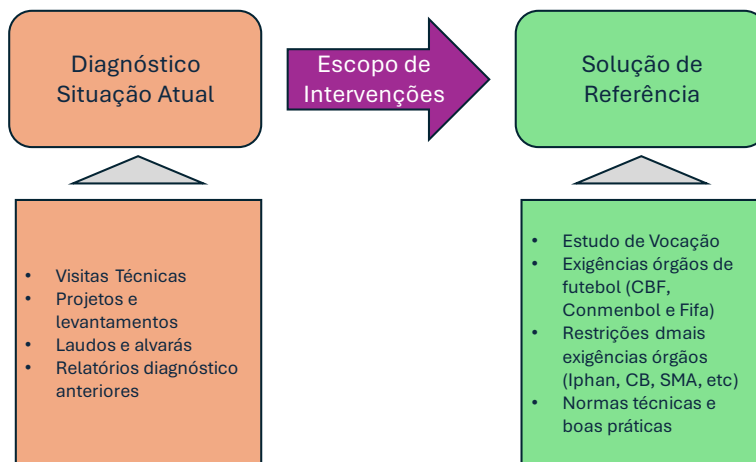 Diagnóstico
Situação Atual
Escopo de
Intervenções
Solução de
Referência
• Visitas Técnicas
• Projetos e
levantamentos
• Laudos e alvarás
• Relatórios diagnóstico
anteriores
• Estudo de Vocação
• Exigências órgãos de
futebol (CBF,
Conmenbol e Fifa)
• Restrições dmais
exigências órgãos
(Iphan, CB, SMA, etc)
• Normas técnicas e
boas práticas